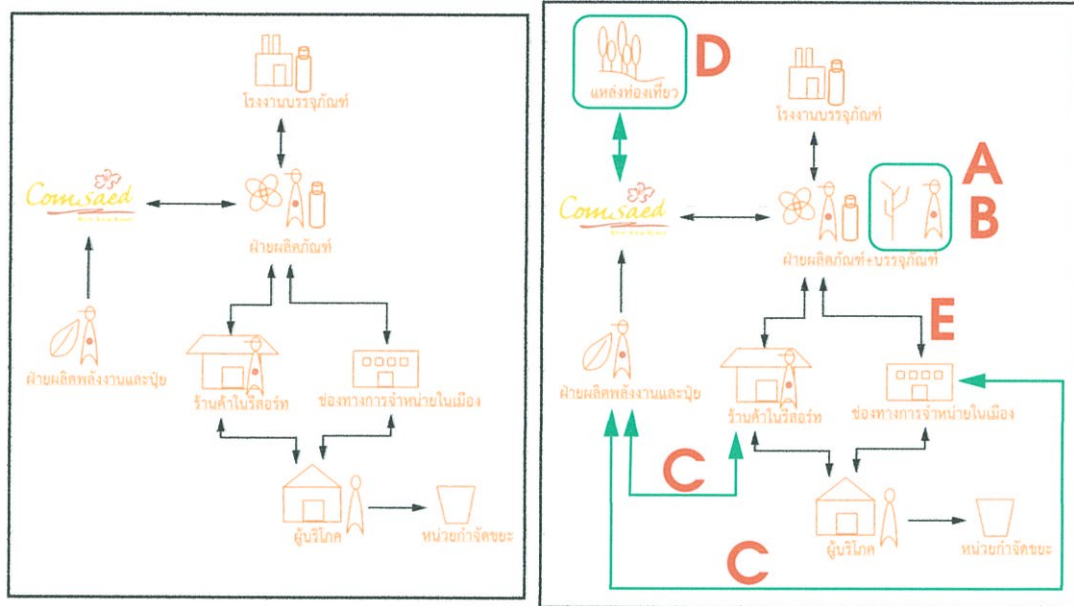 โรงงานบรรจุภัณฑ์
Comsaed
ฝ่ายผลิตภัณฑ์
ฝ่ายผลิตพลังงานและปุ๋ย
ร้านค้าในรีสอร์ท
ช่องทางการจำหน่ายในเมือง
ผู้บริโภค
หน่วยกำจัดขยะ
D
แหล่งท่องเที่ยว
โรงงานบรรจุภัณฑ์
A
B
Comsaed
ฝ่ายผลิตภัณฑ์+บรรจุภัณฑ์
E
ฝ่ายผลิตพลังงานและปุ๋ย
ร้านค้าในรีสอร์ท
ช่องทางการจำหน่ายในเมือง
C
ผู้บริโภค
หน่วยกำจัดขยะ
C